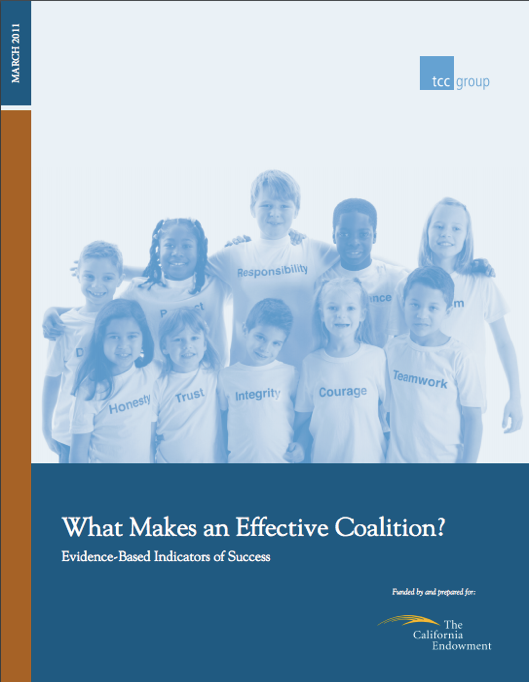 MARCH 2011
tcc group
Responsibility
Honesty
Trust
Integrity
Courage
Teamwork
What Makes an Effective Coalition?
Evidence-Based Indicators of Success
Funded by and prepared for:
The
California
Endowment